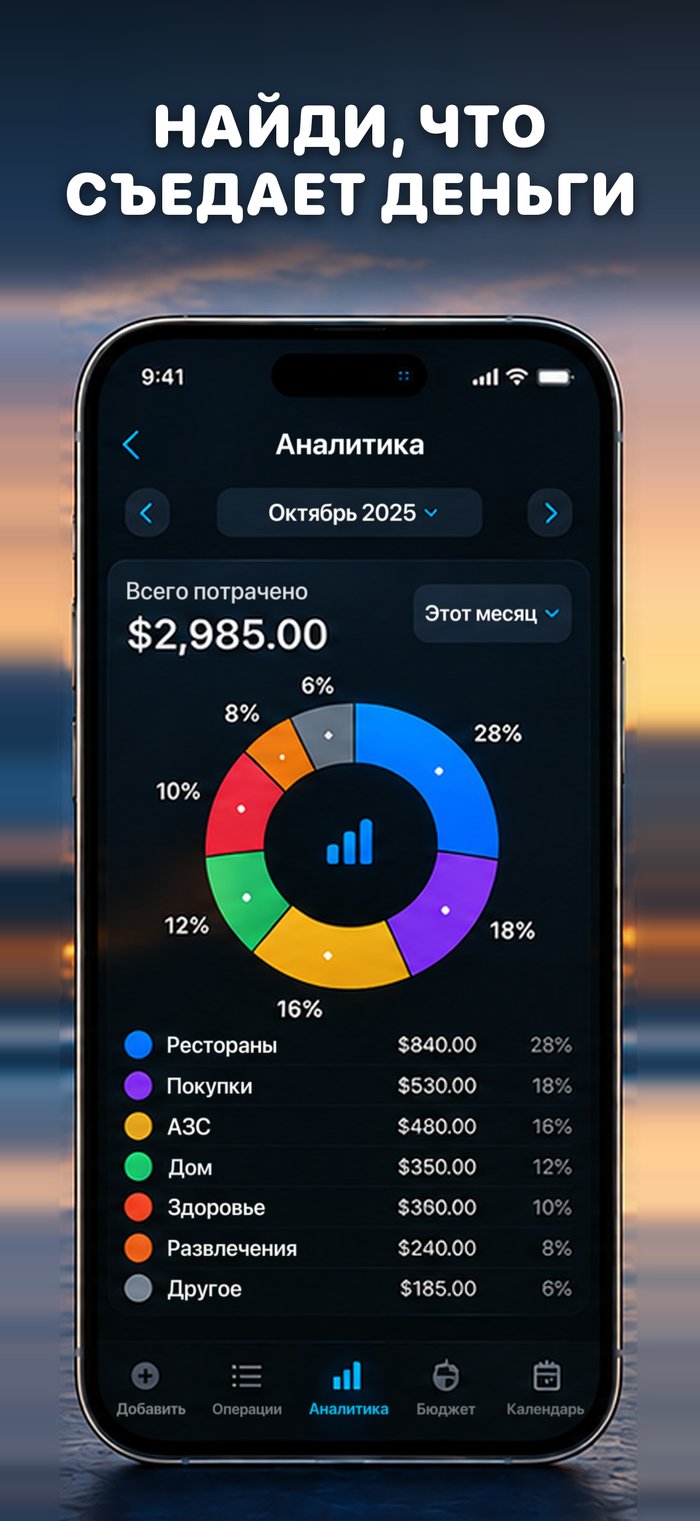 НАЙДИ, ЧТО
СЪЕДАЕТ ДЕНЬГИ
9:41
Аналитика
Октябрь 2025
Всего потрачено
$2,985.00
Этот месяц
6%
8%
28%
10%
12%
18%
16%
Рестораны $840.00 28%
Покупки $530.00 18%
АЗС $480.00 16%
Дом $350.00 12%
Здоровье $360.00 10%
Развлечения $240.00 8%
Другое $185.00 6%
Добавить Операции Аналитика Бюджет Календарь